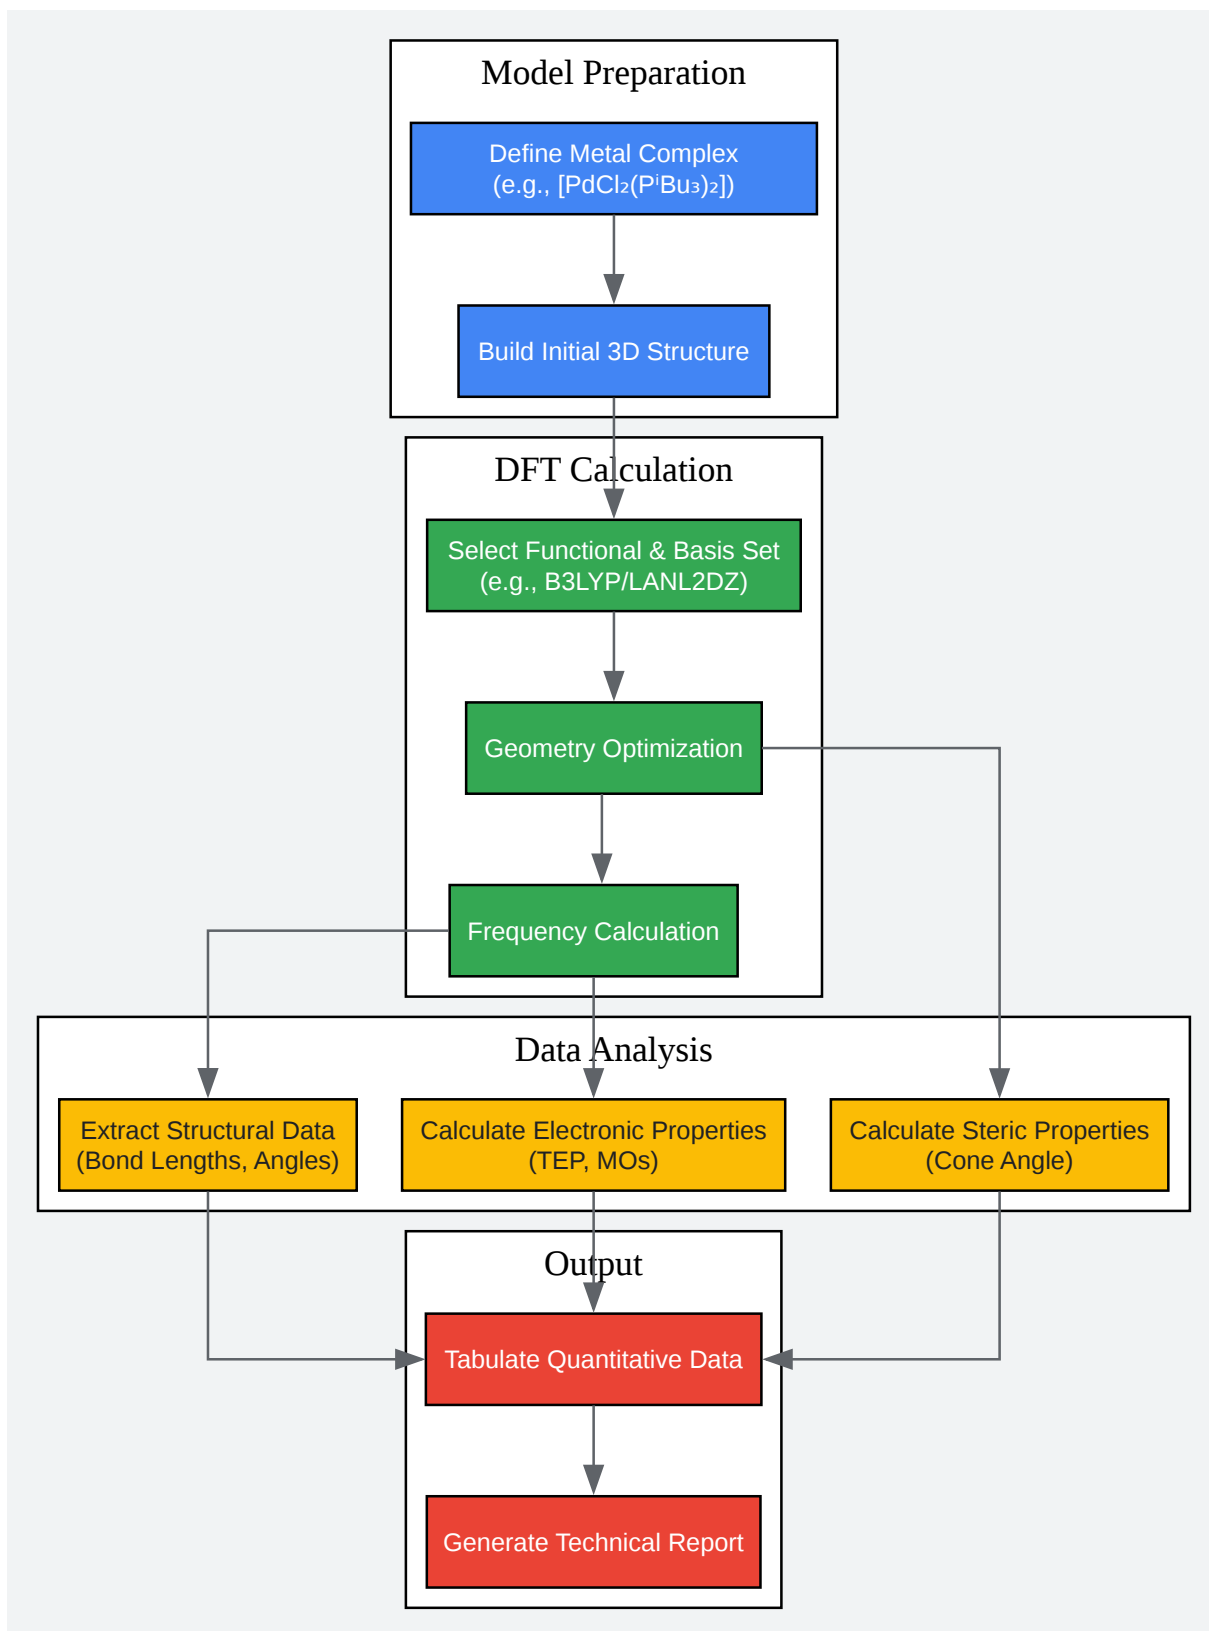 Model Preparation
Define Metal Complex
(e.g., [PdCl₂(PⁱBu₃)₂])
Build Initial 3D Structure
DFT Calculation
Select Functional & Basis Set
(e.g., B3LYP/LANL2DZ)
Geometry Optimization
Frequency Calculation
Data Analysis
Extract Structural Data
(Bond Lengths, Angles)
Calculate Electronic Properties
(TEP, MOs)
Calculate Steric Properties
(Cone Angle)
Output
Tabulate Quantitative Data
Generate Technical Report